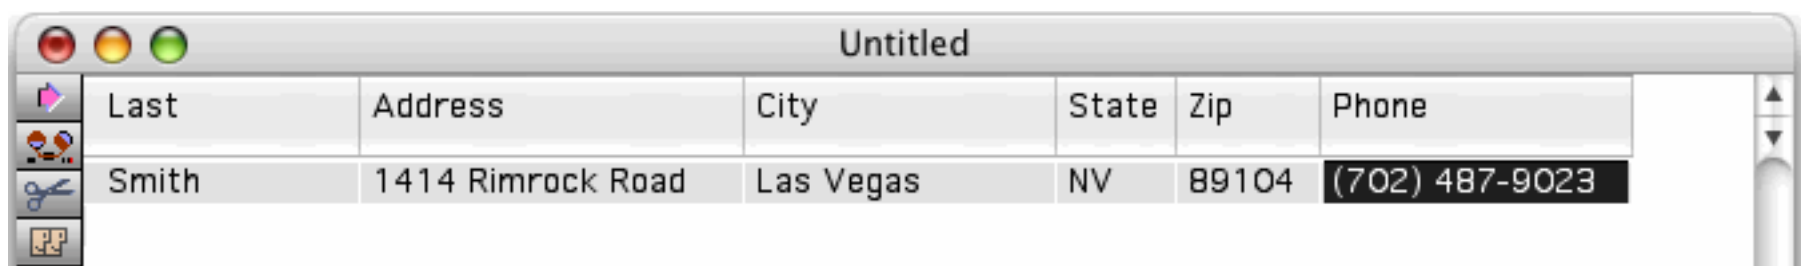 Untitled
Last Address City State Zip Phone
Smith 1414 Rimrock Road Las Vegas NV 89104 (702) 487-9023